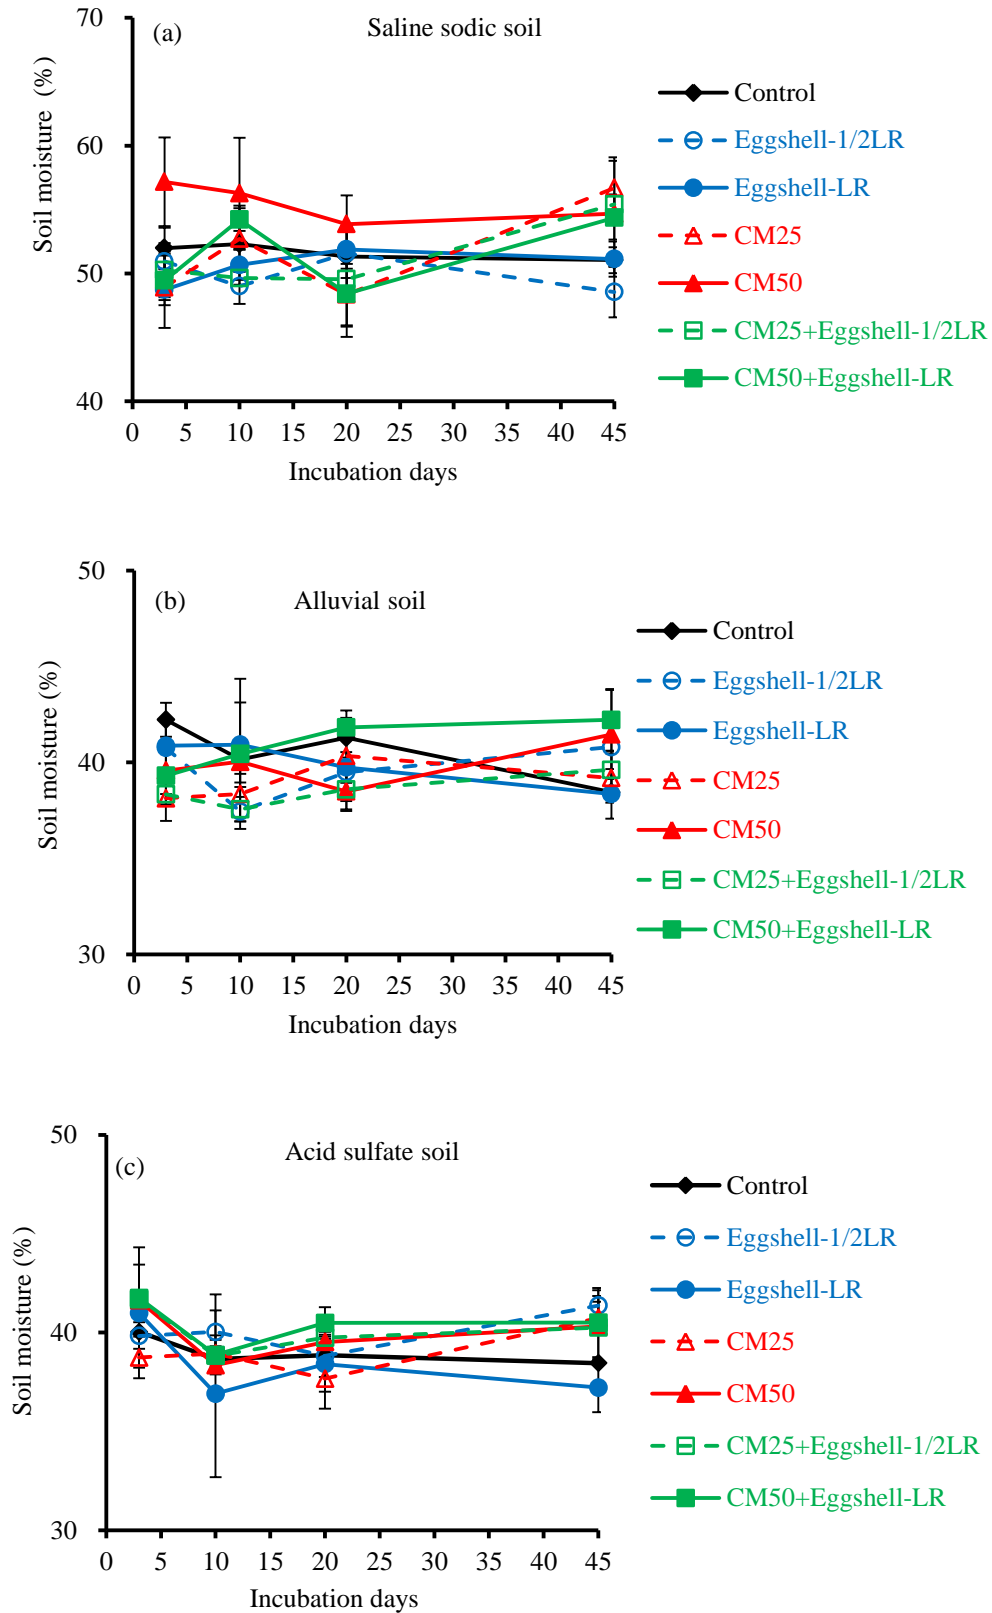 (a) Saline sodic soil
70
60
50
40
Soil moisture (%)
0 5 10 15 20 25 30 35 40 45
Incubation days
Control
Eggshell-1/2LR
Eggshell-LR
CM25
CM50
CM25+Eggshell-1/2LR
CM50+Eggshell-LR
(b) Alluvial soil
50
40
30
Soil moisture (%)
0 5 10 15 20 25 30 35 40 45
Incubation days
Control
Eggshell-1/2LR
Eggshell-LR
CM25
CM50
CM25+Eggshell-1/2LR
CM50+Eggshell-LR
(c) Acid sulfate soil
50
40
30
Soil moisture (%)
0 5 10 15 20 25 30 35 40 45
Incubation days
Control
Eggshell-1/2LR
Eggshell-LR
CM25
CM50
CM25+Eggshell-1/2LR
CM50+Eggshell-LR